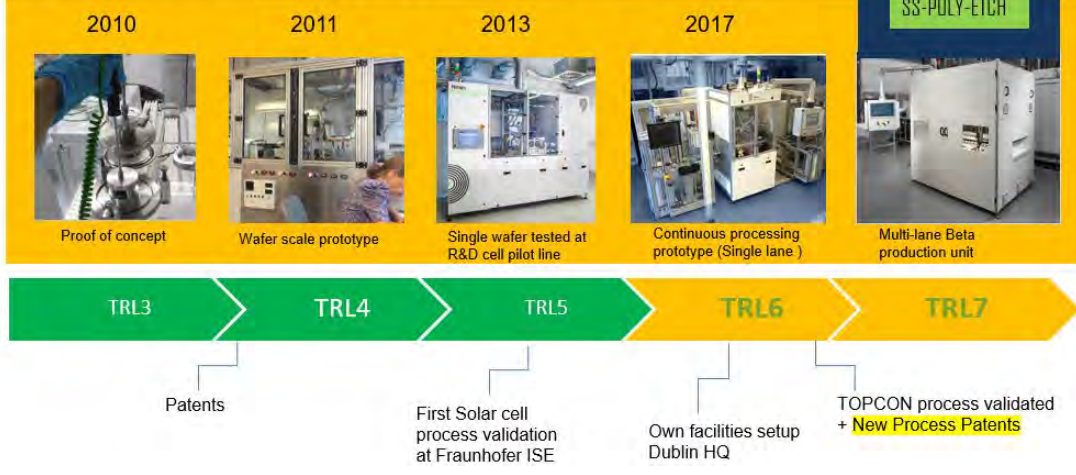 2010
2011
2013
2017
SS-POLY-ETCH
Proof of concept
Wafer scale prototype
Single wafer tested at
R&D cell pilot line
Continuous processing
prototype (Single lane )
Multi-lane Beta
production unit
TRL3
TRL4
TRL5
TRL6
TRL7
Patents
First Solar cell
process validation
at Fraunhofer ISE
Own facilities setup
Dublin HQ
TOPCON process validated
+ New Process Patents